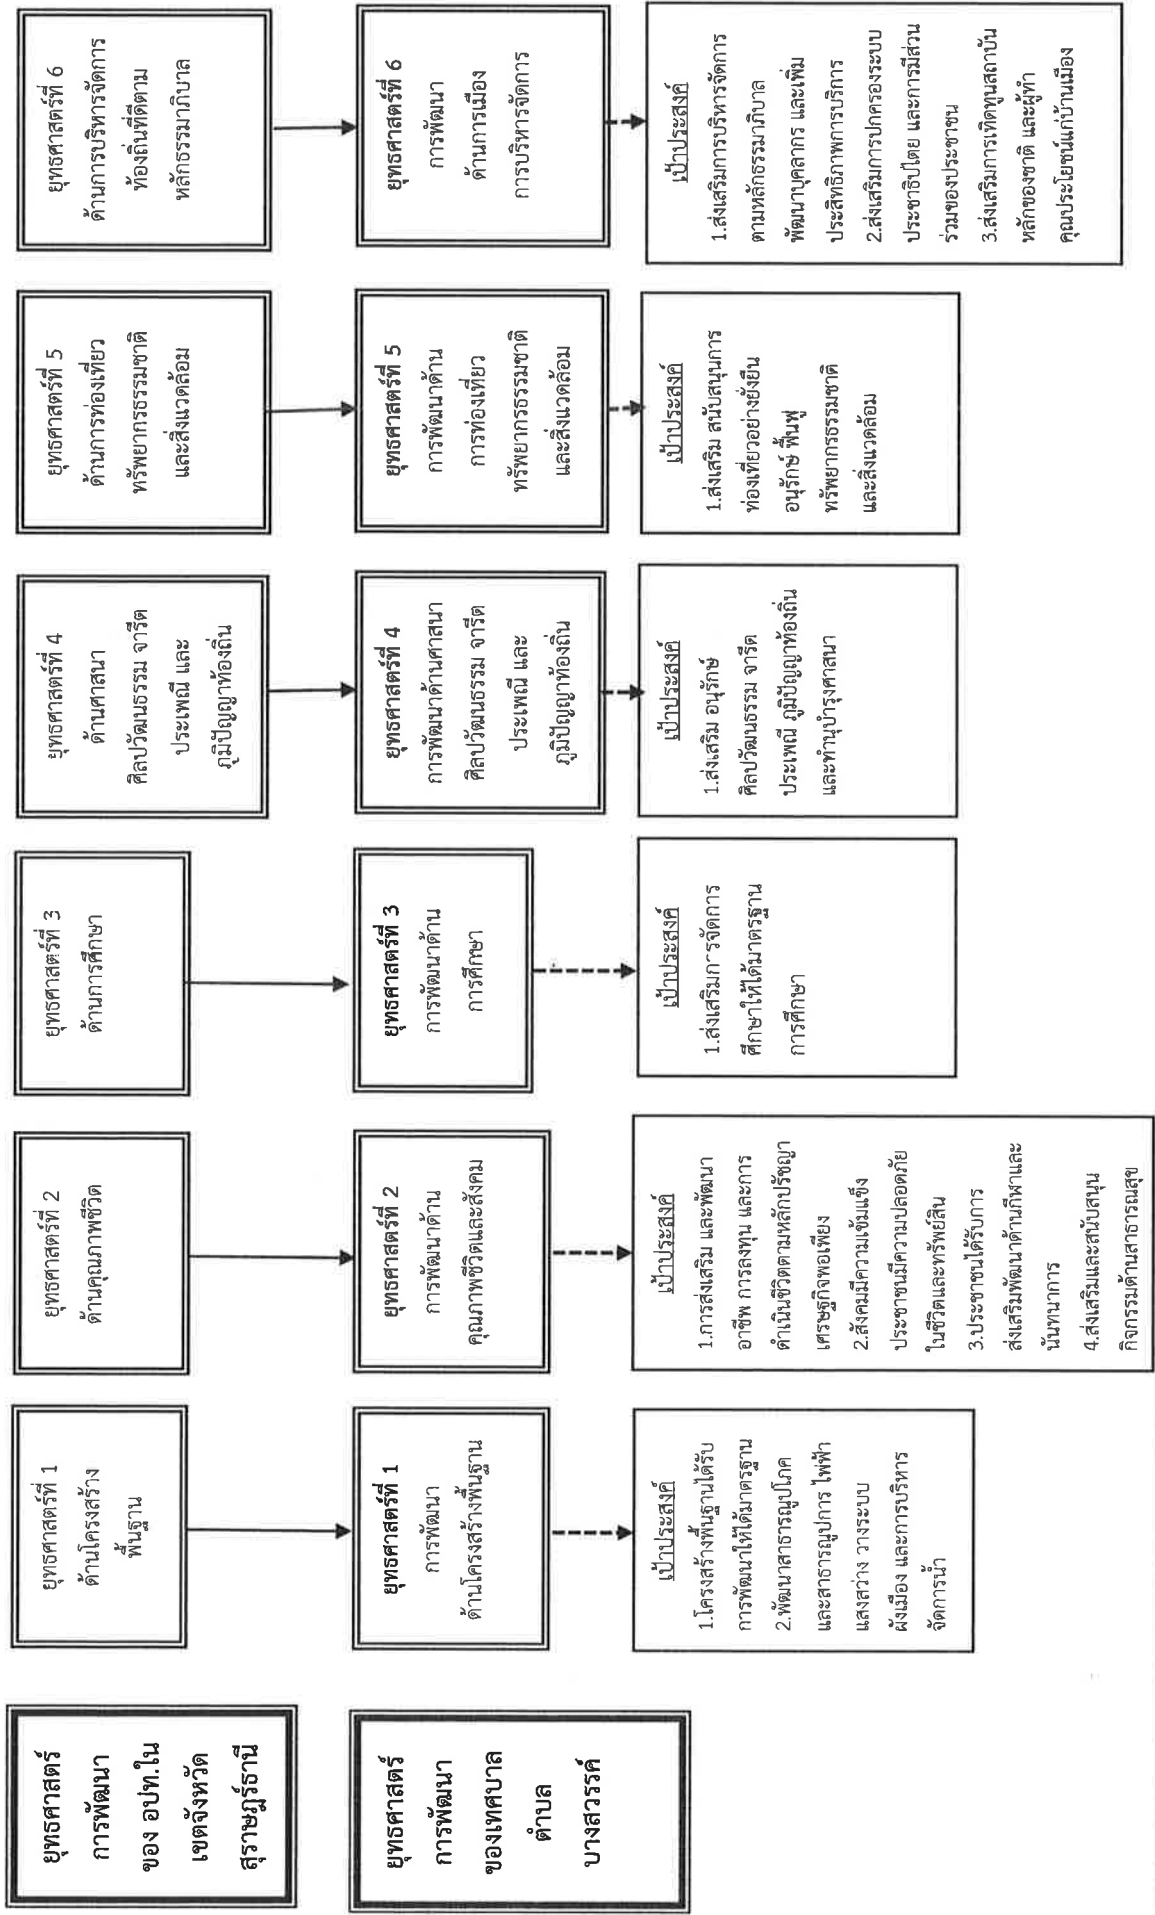 ยุทธศาสตร์
การพัฒนา
ของ อปท.ใน
เขตจังหวัด
สุราษฎร์ธานี
ยุทธศาสตร์ที่ 1
ด้านโครงสร้าง
พื้นฐาน
ยุทธศาสตร์ที่ 2
ด้านคุณภาพชีวิต
ยุทธศาสตร์ที่ 3
ด้านการศึกษา
ยุทธศาสตร์ที่ 4
ด้านศาสนา
ศิลปวัฒนธรรม จารีต
ประเพณี และ
ภูมิปัญญาท้องถิ่น
ยุทธศาสตร์ที่ 5
ด้านการท่องเที่ยว
ทรัพยากรธรรมชาติ
และสิ่งแวดล้อม
ยุทธศาสตร์ที่ 6
ด้านการบริหารจัดการ
ท้องถิ่นที่ดีตาม
หลักธรรมาภิบาล
ยุทธศาสตร์
การพัฒนา
ของเทศบาล
ตำบล
บางสวรรค์
ยุทธศาสตร์ที่ 1
การพัฒนา
ด้านโครงสร้างพื้นฐาน
ยุทธศาสตร์ที่ 2
การพัฒนาด้าน
คุณภาพชีวิตและสังคม
ยุทธศาสตร์ที่ 3
การพัฒนาด้าน
การศึกษา
ยุทธศาสตร์ที่ 4
การพัฒนาด้านศาสนา
ศิลปวัฒนธรรม จารีต
ประเพณี และ
ภูมิปัญญาท้องถิ่น
ยุทธศาสตร์ที่ 5
การพัฒนาด้าน
การท่องเที่ยว
ทรัพยากรธรรมชาติ
และสิ่งแวดล้อม
ยุทธศาสตร์ที่ 6
การพัฒนา
ด้านการเมือง
การบริหารจัดการ
เป้าประสงค์
1.โครงสร้างพื้นฐานได้รับ
การพัฒนาให้ได้มาตรฐาน
2.พัฒนาสาธารณูปโภค
และสาธารณูปการ ไฟฟ้า
แสงสว่าง วางระบบ
ผังเมือง และการบริหาร
จัดการน้ำ
เป้าประสงค์
1.การส่งเสริม และพัฒนา
อาชีพ การลงทุน และการ
ดำเนินชีวิตตามหลักปรัชญา
เศรษฐกิจพอเพียง
2.สังคมมีความเข้มแข็ง
ประชาชนมีความปลอดภัย
ในชีวิตและทรัพย์สิน
3.ประชาชนได้รับการ
ส่งเสริมพัฒนาด้านกีฬาและ
นันทนาการ
4.ส่งเสริมและสนับสนุน
กิจกรรมด้านสาธารณสุข
เป้าประสงค์
1.ส่งเสริมการจัดการ
ศึกษาให้ได้มาตรฐาน
การศึกษา
เป้าประสงค์
1.ส่งเสริม อนุรักษ์
ศิลปวัฒนธรรม จารีต
ประเพณี ภูมิปัญญาท้องถิ่น
และทำนุบำรุงศาสนา
เป้าประสงค์
1.ส่งเสริม สนับสนุนการ
ท่องเที่ยวอย่างยั่งยืน
อนุรักษ์ ฟื้นฟู
ทรัพยากรธรรมชาติ
และสิ่งแวดล้อม
เป้าประสงค์
1.ส่งเสริมการบริหารจัดการ
ตามหลักธรรมาภิบาล
พัฒนาบุคลากร และเพิ่ม
ประสิทธิภาพการบริการ
2.ส่งเสริมการปกครองระบบ
ประชาธิปไตย และการมีส่วน
ร่วมของประชาชน
3.ส่งเสริมการเทิดทูนสถาบัน
หลักของชาติ และผู้ทำ
คุณประโยชน์แก่บ้านเมือง